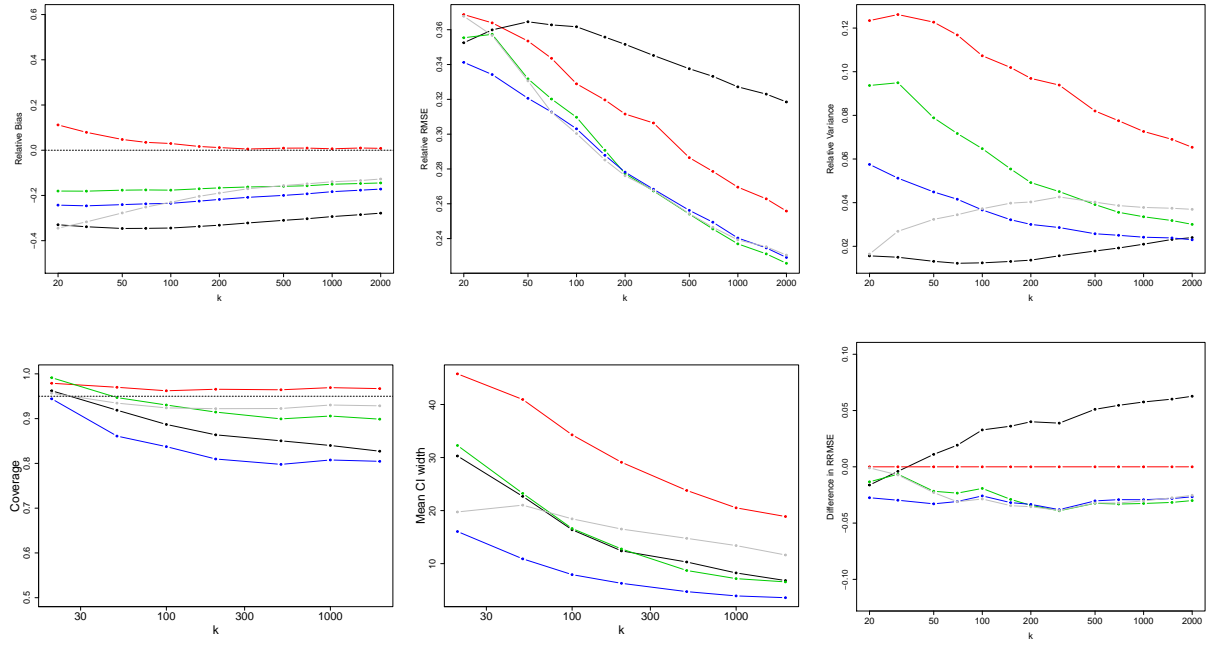 0.6
0.4
0.2
0.0
-0.2
-0.4
Relative Bias
20 50 100 200 500 1000 2000
k
0.36
0.34
0.32
0.30
0.28
0.26
0.24
Relative RMSE
20 50 100 200 500 1000 2000
k
0.12
0.10
0.08
0.06
0.04
0.02
Relative Variance
20 50 100 200 500 1000 2000
k
1.0
0.9
0.8
0.7
0.6
0.5
Coverage
30 100 300 1000
k
40
30
20
10
Mean CI width
30 100 300 1000
k
0.10
0.05
0.00
-0.05
-0.10
Difference in RRMSE
20 50 100 200 500 1000 2000
k